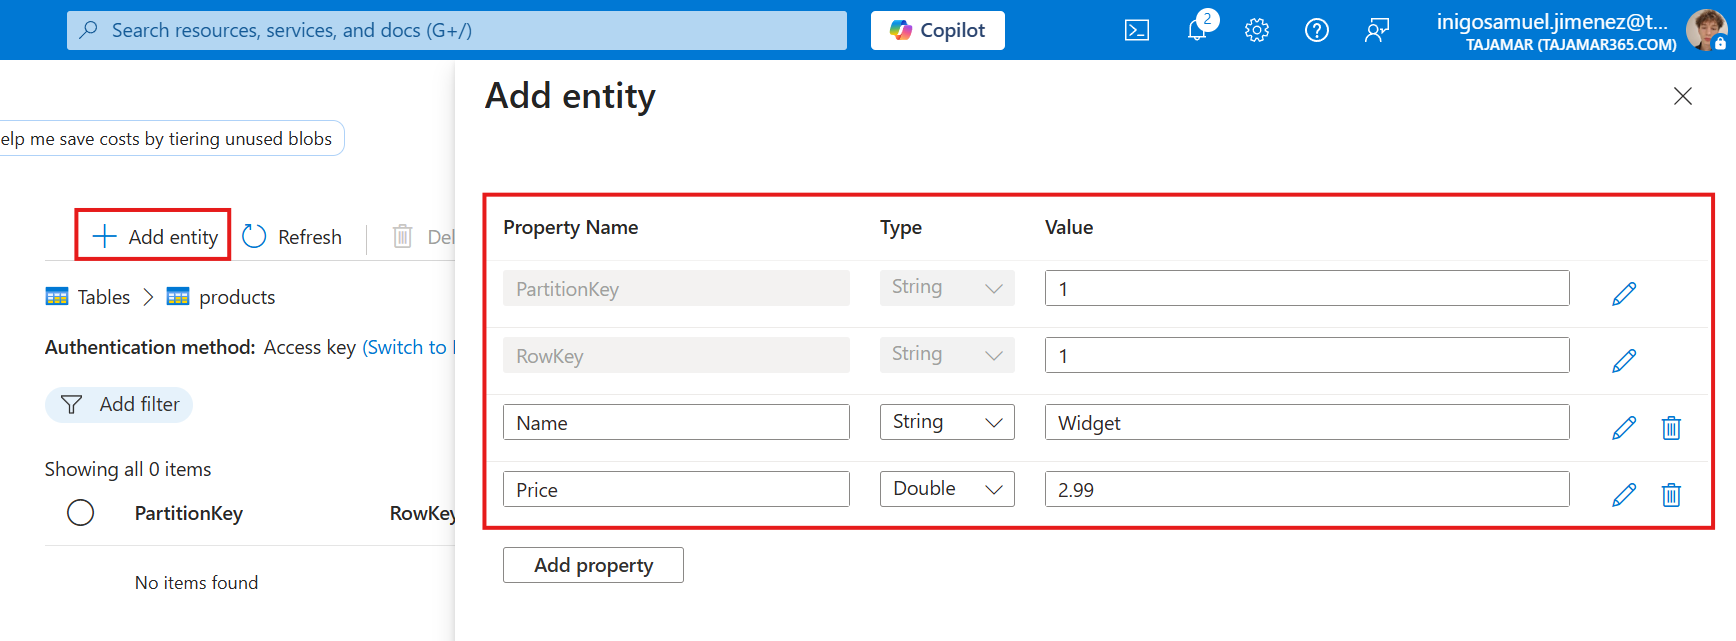 Search resources, services, and docs (G+/)
Copilot
2
inigosamuel.jimenez@t...
TAJAMAR (TAJAMAR365.COM)
Add entity
elp me save costs by tiering unused blobs
Add entity
Refresh
Del
Tables > products
Authentication method: Access key (Switch to
Add filter
Showing all 0 items
PartitionKey RowKey
No items found
Property Name Type Value
PartitionKey String 1
RowKey String 1
Name String Widget
Price Double 2.99
Add property